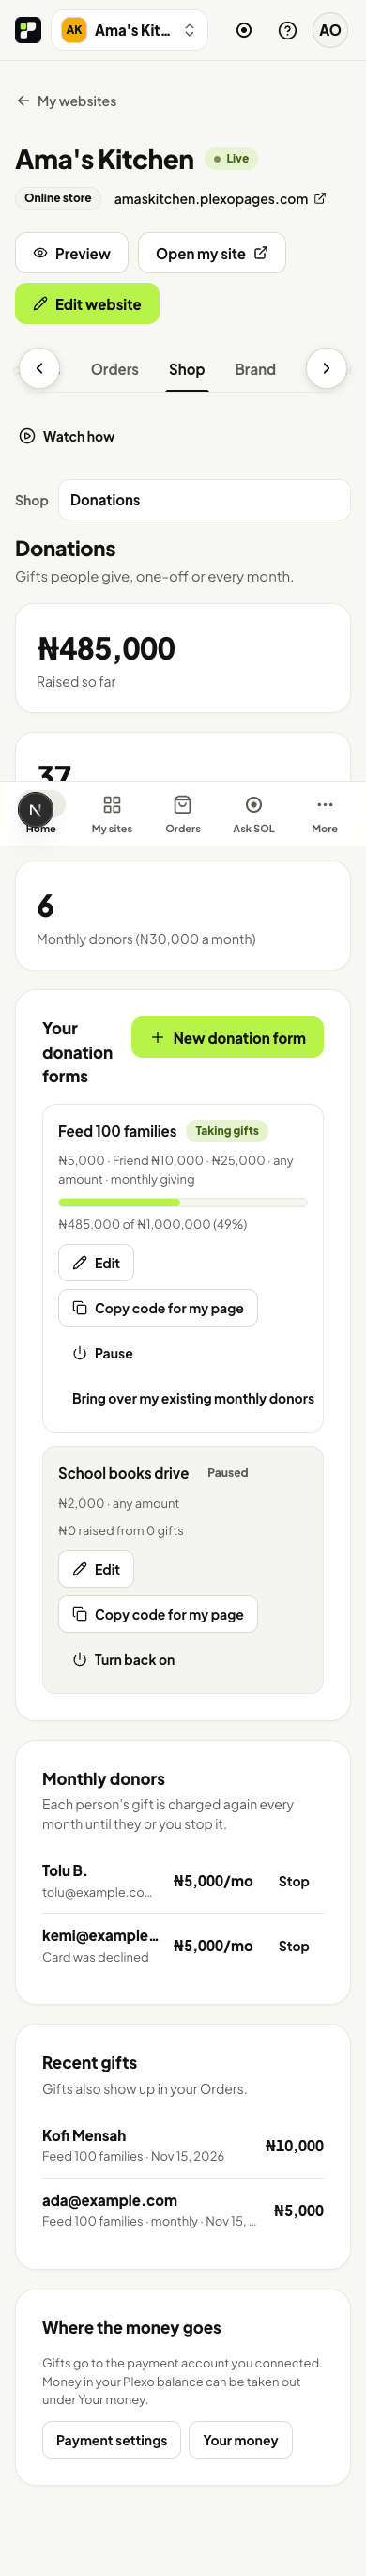 AK Ama's Kit... AO
My websites
Ama's Kitchen Live
Online store amaskitchen.plexopages.com
Preview Open my site
Edit website
Orders Shop Brand
Watch how
Shop Donations
Donations
Gifts people give, one-off or every month.
₦485,000
Raised so far
37
N
Home My sites Orders Ask SOL More
6
Monthly donors (₦30,000 a month)
Your
donation
forms
New donation form
Feed 100 families Taking gifts
₦5,000 · Friend ₦10,000 · ₦25,000 · any
amount · monthly giving
₦485,000 of ₦1,000,000 (49%)
Edit
Copy code for my page
Pause
Bring over my existing monthly donors
School books drive Paused
₦2,000 · any amount
₦0 raised from 0 gifts
Edit
Copy code for my page
Turn back on
Monthly donors
Each person's gift is charged again every
month until they or you stop it.
Tolu B.
tolu@example.co... ₦5,000/mo Stop
kemi@example...
Card was declined ₦5,000/mo Stop
Recent gifts
Gifts also show up in your Orders.
Kofi Mensah
Feed 100 families · Nov 15, 2026 ₦10,000
ada@example.com
Feed 100 families · monthly · Nov 15, ... ₦5,000
Where the money goes
Gifts go to the payment account you connected.
Money in your Plexo balance can be taken out
under Your money.
Payment settings Your money